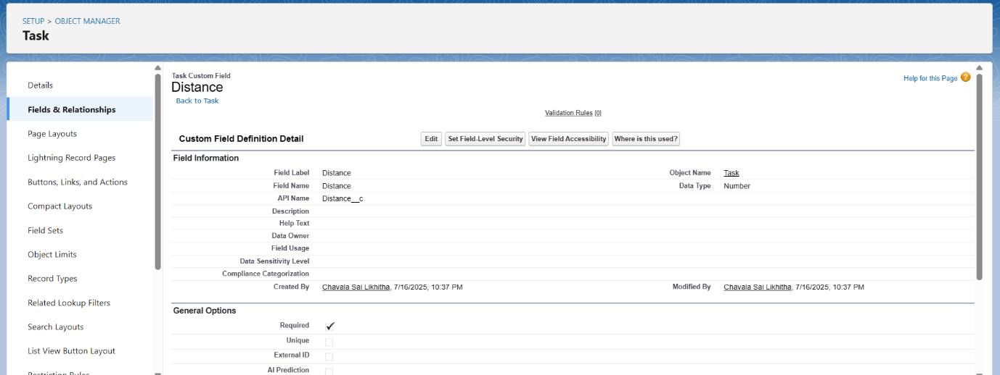 SETUP > OBJECT MANAGER
Task
Details
Fields & Relationships
Page Layouts
Lightning Record Pages
Buttons, Links, and Actions
Compact Layouts
Field Sets
Object Limits
Record Types
Related Lookup Filters
Search Layouts
List View Button Layout
Restriction Rules
Task Custom Field
Distance
Back to Task
Help for this Page ?
Validation Rules [0]
Custom Field Definition Detail Edit Set Field-Level Security View Field Accessibility Where is this used?
Field Information
Field Label Distance Object Name Task
Field Name Distance Data Type Number
API Name Distance__c
Description
Help Text
Data Owner
Field Usage
Data Sensitivity Level
Compliance Categorization
Created By Chavala Sai Likhitha, 7/16/2025, 10:37 PM Modified By Chavala Sai Likhitha, 7/16/2025, 10:37 PM
General Options
Required
Unique
External ID
AI Prediction